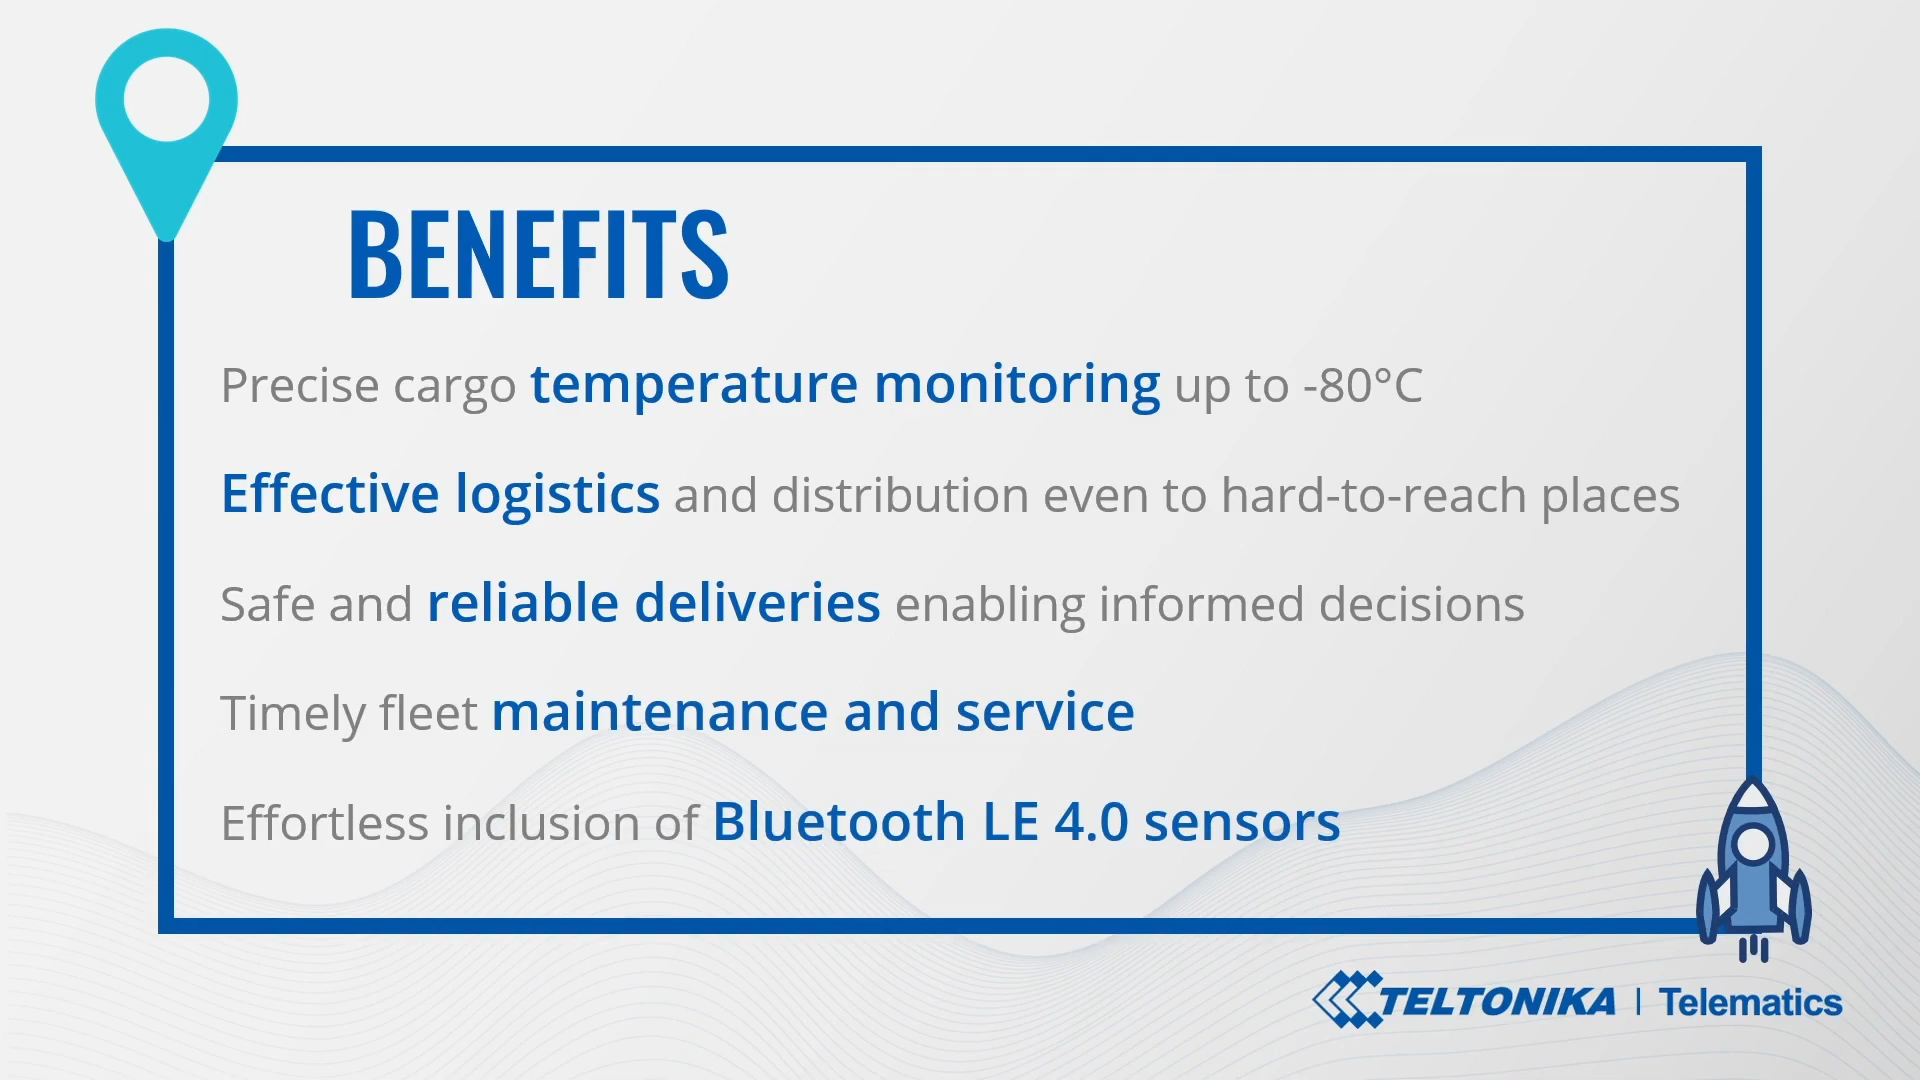 BENEFITS
Precise cargo temperature monitoring up to -80°C
Effective logistics and distribution even to hard-to-reach places
Safe and reliable deliveries enabling informed decisions
Timely fleet maintenance and service
Effortless inclusion of Bluetooth LE 4.0 sensors
TELTONIKA | Telematics